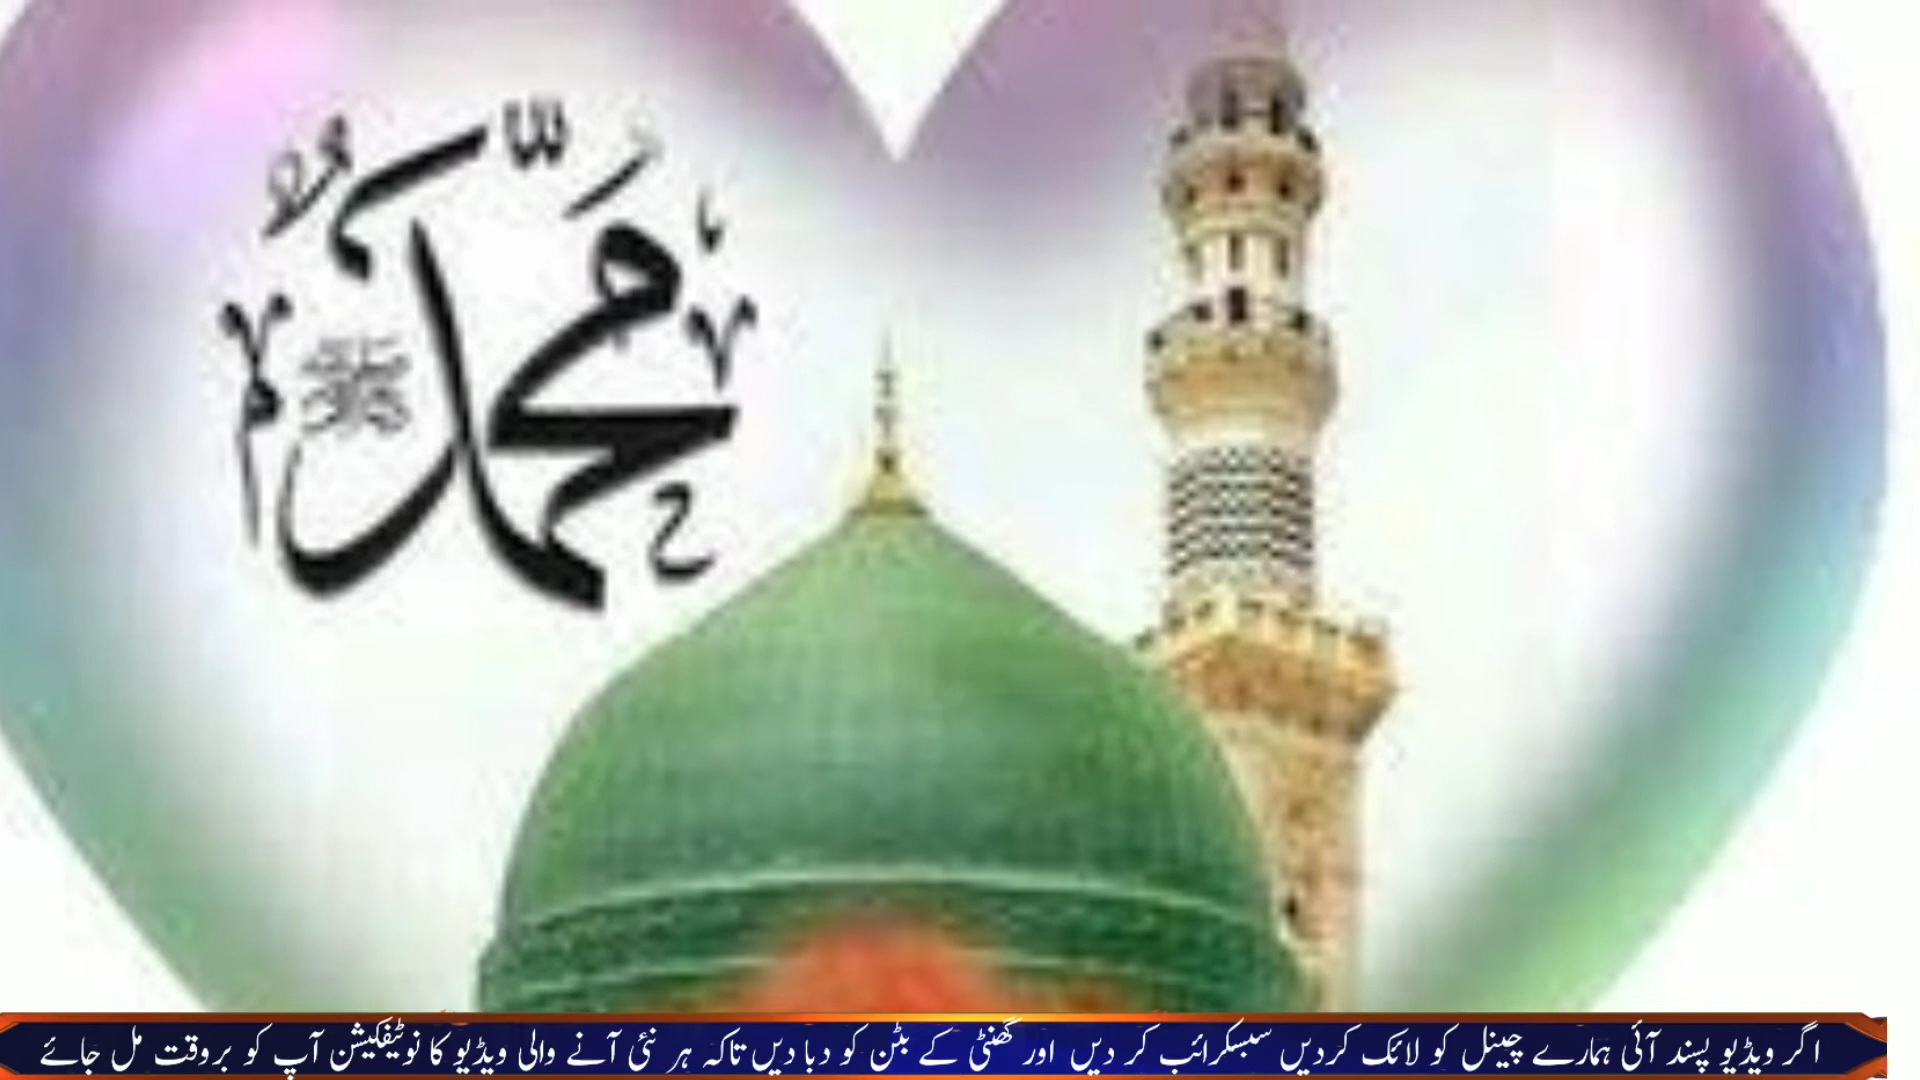 محمد
ﷺ
اگر ویڈیو پسند آئی ہمارے چینل کو لائک کردیں سبسکرائب کر دیں اور گھنٹی کے بٹن کو دبا دیں تاکہ ہر نئی آنے والی ویڈیو کا نوٹیفکیشن آپ کو بروقت مل جائے